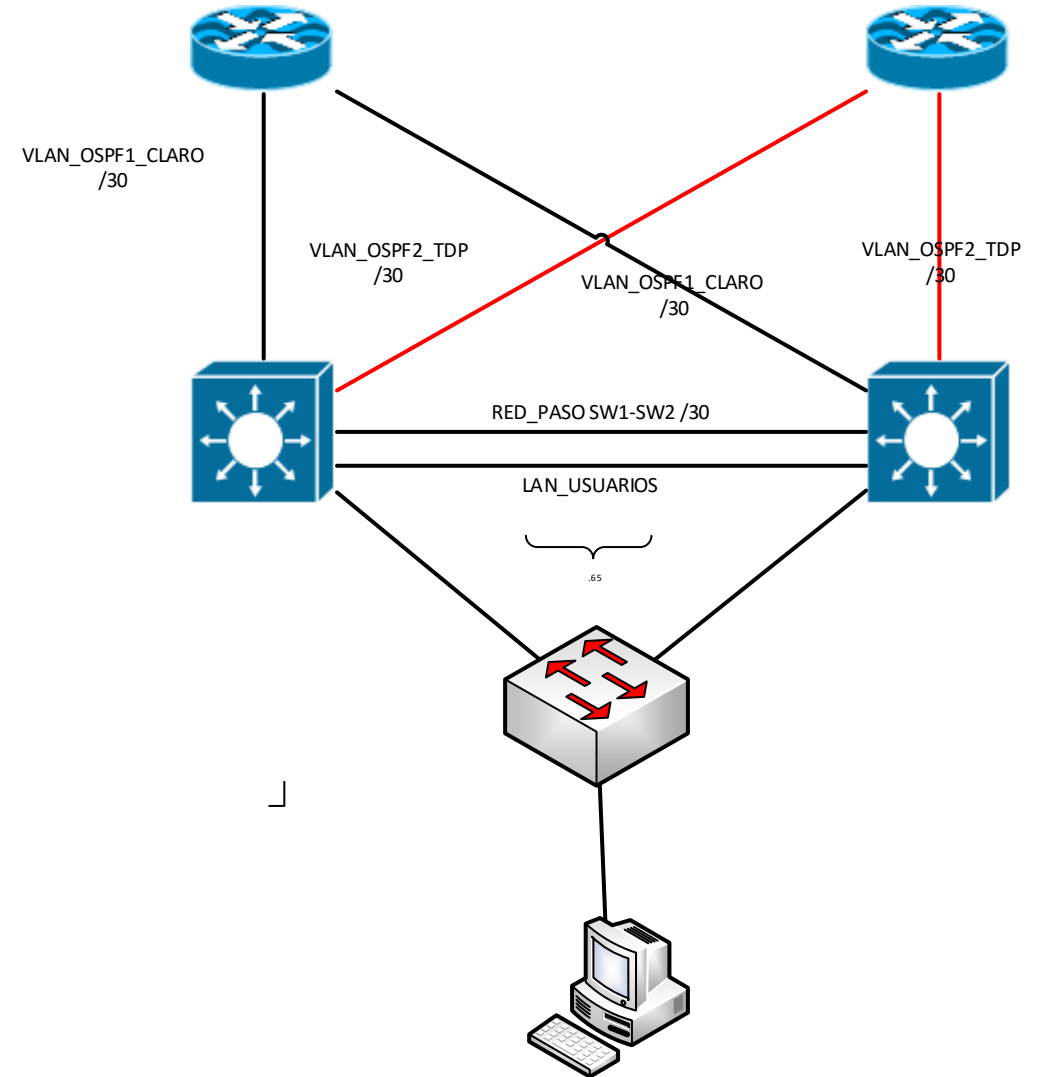 VLAN_OSPF1_CLARO
/30
VLAN_OSPF2_TDP
/30
VLAN_OSPF1_CLARO
/30
VLAN_OSPF2_TDP
/30
RED_PASO SW1-SW2 /30
LAN_USUARIOS
.65